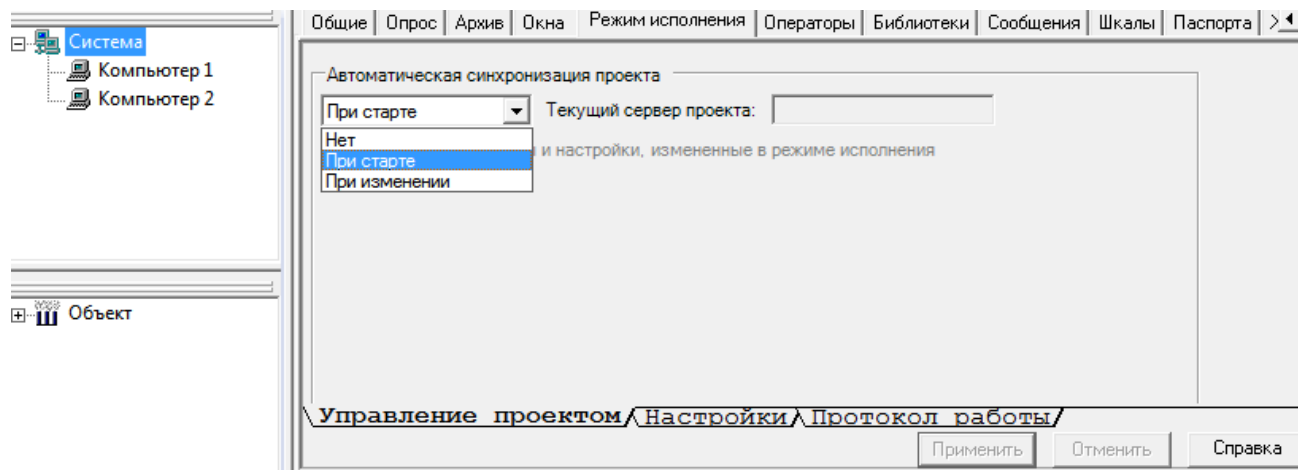 Система
Компьютер 1
Компьютер 2
Объект
Общие Опрос Архив Окна Режим исполнения Операторы Библиотеки Сообщения Шкалы Паспорта
Автоматическая синхронизация проекта
При старте Текущий сервер проекта:
Нет
При старте
При изменении
и настройки, измененные в режиме исполнения
Управление проектом Настройки Протокол работы
Применить Отменить Справка